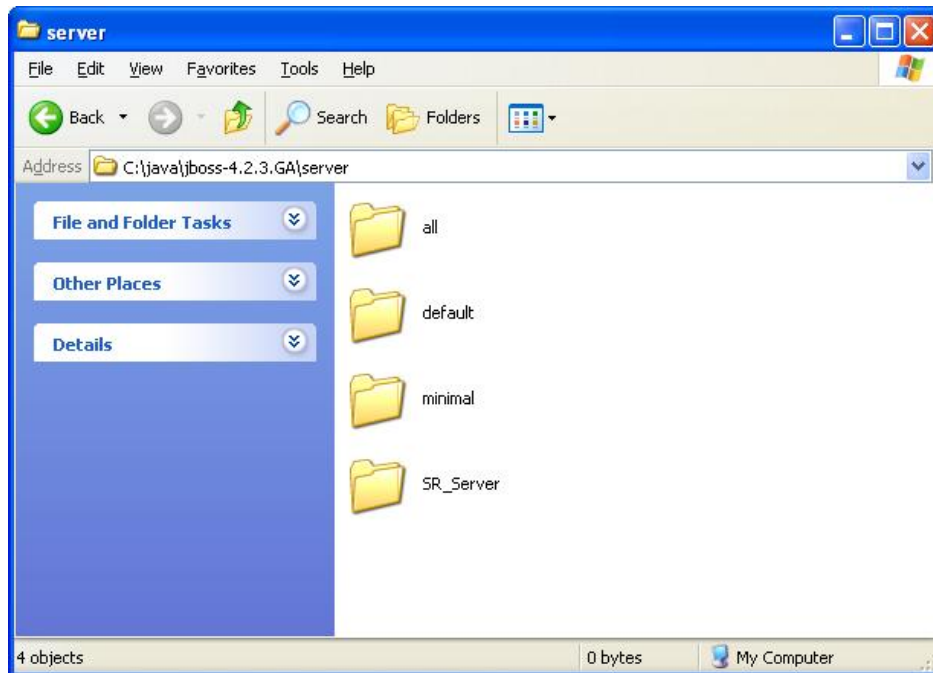 server
File Edit View Favorites Tools Help
Back Search Folders
Address C:\java\jboss-4.2.3.GA\server
File and Folder Tasks
Other Places
Details
all
default
minimal
SR_Server
4 objects 0 bytes My Computer